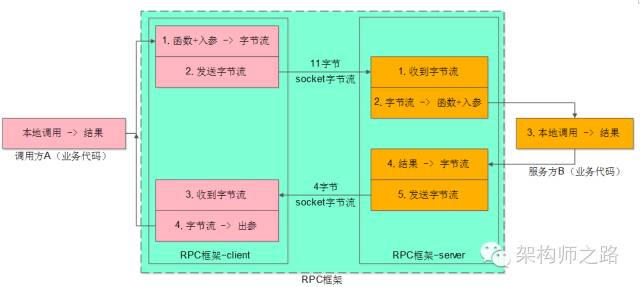 1. 函数+入参 -> 字节流
2. 发送字节流
11字节
socket字节流
1. 收到字节流
2. 字节流 -> 函数+入参
本地调用 -> 结果
调用方A（业务代码）
3. 本地调用 -> 结果
服务方B（业务代码）
4. 结果 -> 字节流
5. 发送字节流
4字节
socket字节流
3. 收到字节流
4. 字节流 -> 出参
RPC框架-client
RPC框架-server
RPC框架
架构师之路